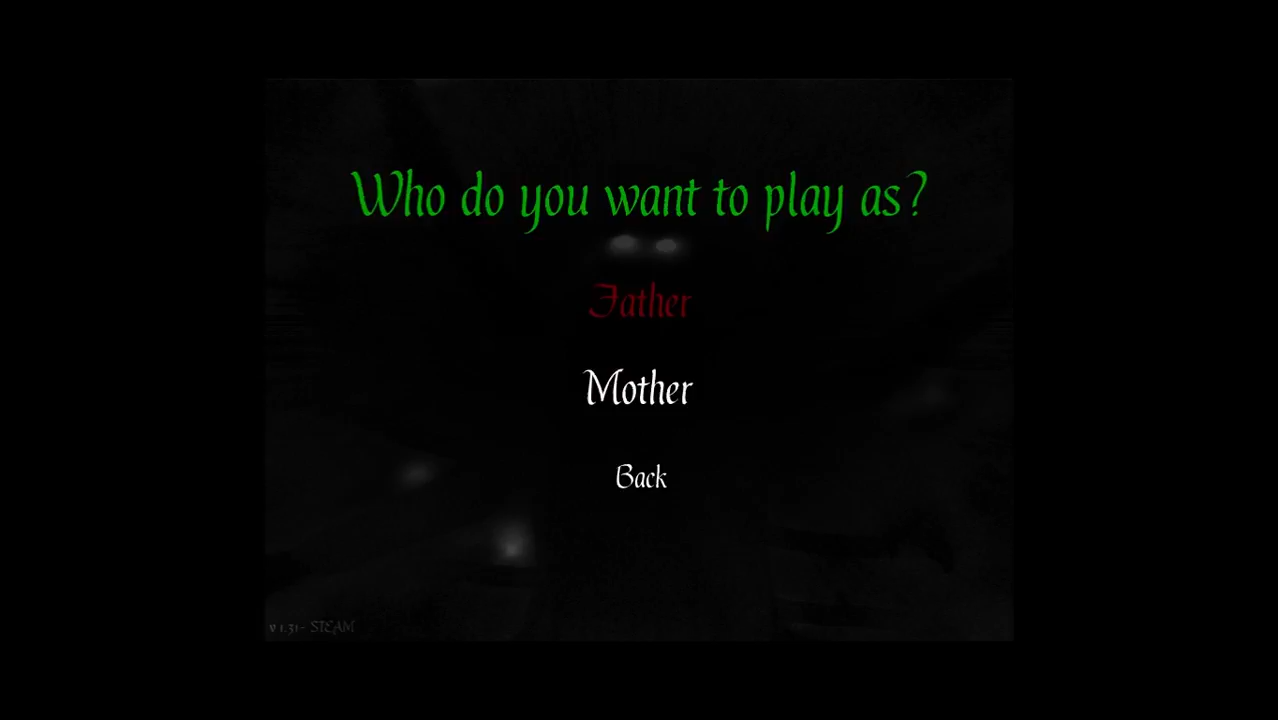 Who do you want to play as?
Father
Mother
Back
v 1.31- STEAM